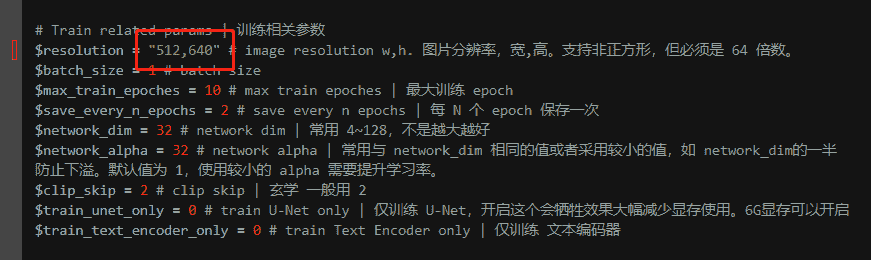 # Train related params | 训练相关参数
$resolution = "512,640" # image resolution w,h. 图片分辨率，宽,高。支持非正方形，但必须是 64 倍数。
$batch_size = 1 # batch size
$max_train_epoches = 10 # max train epoches | 最大训练 epoch
$save_every_n_epochs = 2 # save every n epochs | 每 N 个 epoch 保存一次
$network_dim = 32 # network dim | 常用 4~128，不是越大越好
$network_alpha = 32 # network alpha | 常用与 network_dim 相同的值或者采用较小的值，如 network_dim的一半
防止下溢。默认值为 1，使用较小的 alpha 需要提升学习率。
$clip_skip = 2 # clip skip | 玄学 一般用 2
$train_unet_only = 0 # train U-Net only | 仅训练 U-Net，开启这个会牺牲效果大幅减少显存使用。6G显存可以开启
$train_text_encoder_only = 0 # train Text Encoder only | 仅训练 文本编码器